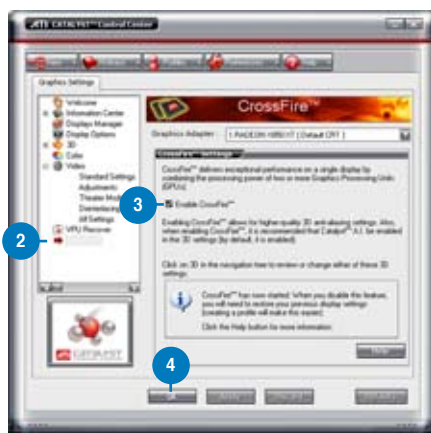 ATI CATALYST™ Control Center
Graphics Settings
Welcome
Information Center
Displays Manager
Display Options
3D
Color
Video
Standard Settings
Adjustments
Theater Mode
Deinterlacing
All Settings
VPU Recover
CATALYST
CrossFire™
Graphics Adapter:
CrossFire™ Settings
CrossFire™ delivers exceptional performance on a single display by
combining the processing power of two or more Graphics Processing Units
(GPUs).
3
Enable CrossFire™
Enabling CrossFire™ allows for higher-quality 3D anti-aliasing settings. Also,
when enabling CrossFire™, it is recommended that Catalyst™ A.I. be enabled
in the 3D settings (by default, it is enabled).
2
Click on 3D in the navigation tree to review or change either of these 3D
settings.
CrossFire™ has now started. When you disable this feature,
you will need to restore your previous display settings
(creating a profile will make this easier).
Click the Help button for more information.
4
OK